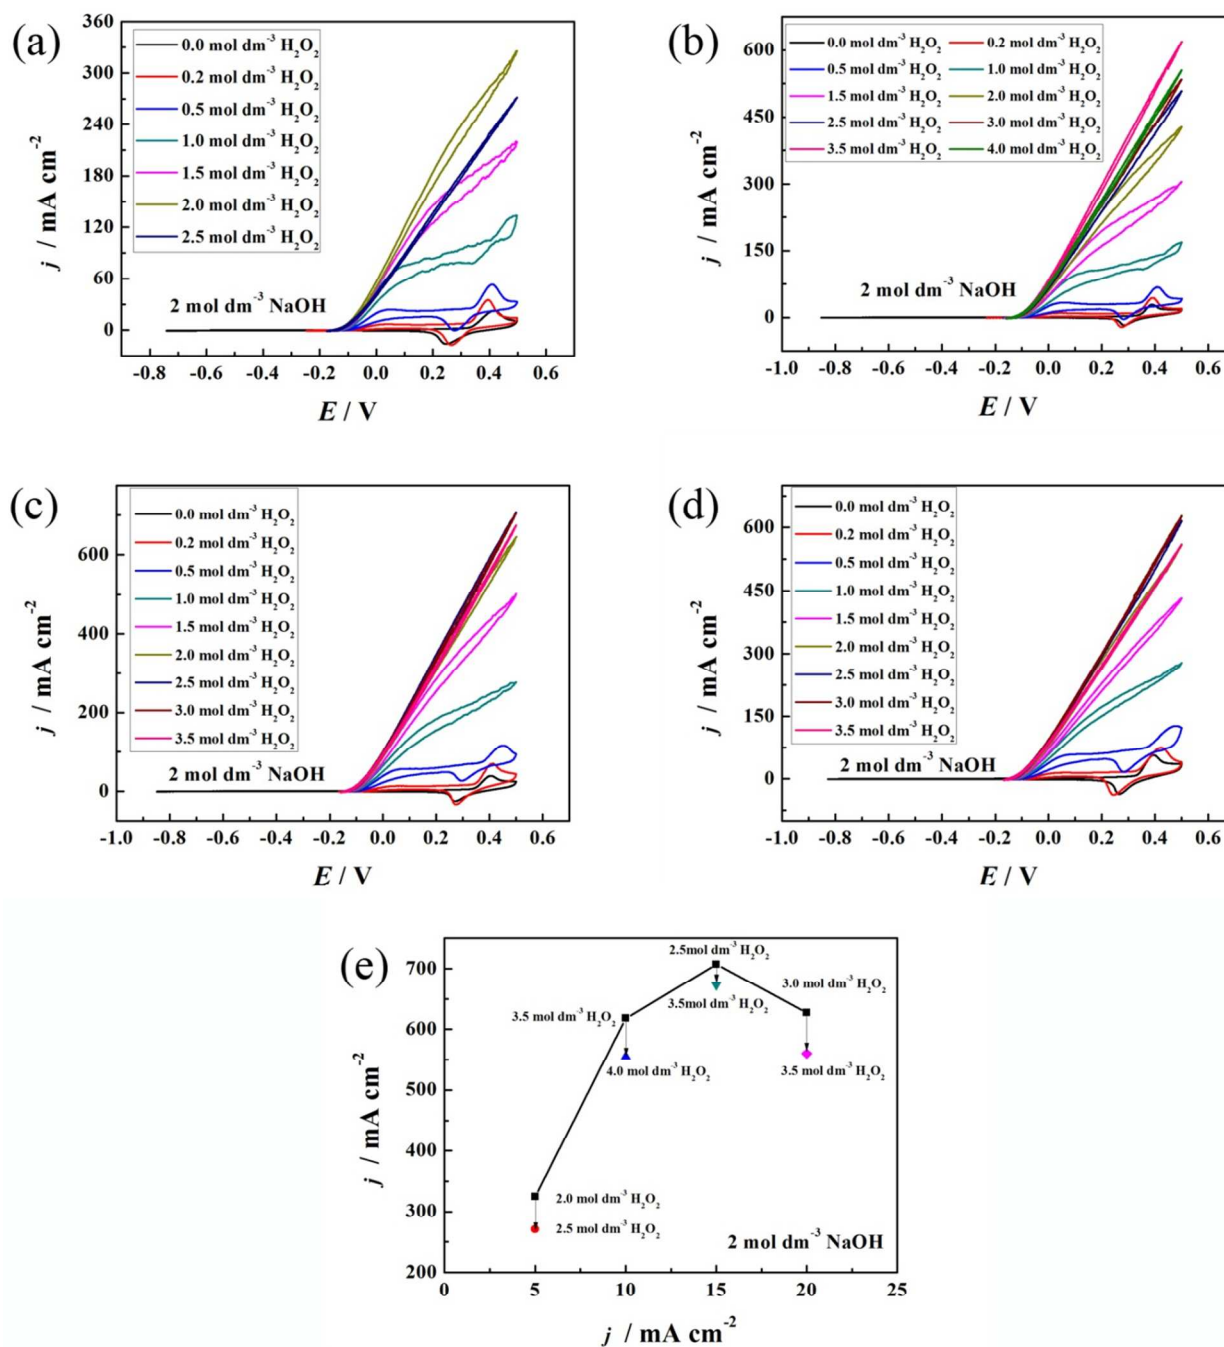 (a)
360
300
240
180
120
60
0
j / mA cm⁻²
0.0 mol dm⁻³ H₂O₂
0.2 mol dm⁻³ H₂O₂
0.5 mol dm⁻³ H₂O₂
1.0 mol dm⁻³ H₂O₂
1.5 mol dm⁻³ H₂O₂
2.0 mol dm⁻³ H₂O₂
2.5 mol dm⁻³ H₂O₂
2 mol dm⁻³ NaOH
-0.8 -0.6 -0.4 -0.2 0.0 0.2 0.4 0.6
E / V
(b)
600
450
300
150
0
j / mA cm⁻²
0.0 mol dm⁻³ H₂O₂ 0.2 mol dm⁻³ H₂O₂
0.5 mol dm⁻³ H₂O₂ 1.0 mol dm⁻³ H₂O₂
1.5 mol dm⁻³ H₂O₂ 2.0 mol dm⁻³ H₂O₂
2.5 mol dm⁻³ H₂O₂ 3.0 mol dm⁻³ H₂O₂
3.5 mol dm⁻³ H₂O₂ 4.0 mol dm⁻³ H₂O₂
2 mol dm⁻³ NaOH
-1.0 -0.8 -0.6 -0.4 -0.2 0.0 0.2 0.4 0.6
E / V
(c)
600
400
200
0
j / mA cm⁻²
0.0 mol dm⁻³ H₂O₂
0.2 mol dm⁻³ H₂O₂
0.5 mol dm⁻³ H₂O₂
1.0 mol dm⁻³ H₂O₂
1.5 mol dm⁻³ H₂O₂
2.0 mol dm⁻³ H₂O₂
2.5 mol dm⁻³ H₂O₂
3.0 mol dm⁻³ H₂O₂
3.5 mol dm⁻³ H₂O₂
2 mol dm⁻³ NaOH
-1.0 -0.8 -0.6 -0.4 -0.2 0.0 0.2 0.4 0.6
E / V
(d)
600
450
300
150
0
j / mA cm⁻²
0.0 mol dm⁻³ H₂O₂
0.2 mol dm⁻³ H₂O₂
0.5 mol dm⁻³ H₂O₂
1.0 mol dm⁻³ H₂O₂
1.5 mol dm⁻³ H₂O₂
2.0 mol dm⁻³ H₂O₂
2.5 mol dm⁻³ H₂O₂
3.0 mol dm⁻³ H₂O₂
3.5 mol dm⁻³ H₂O₂
2 mol dm⁻³ NaOH
-1.0 -0.8 -0.6 -0.4 -0.2 0.0 0.2 0.4 0.6
E / V
(e)
700
600
500
400
300
200
j / mA cm⁻²
2.5mol dm⁻³ H₂O₂
3.0 mol dm⁻³ H₂O₂
3.5mol dm⁻³ H₂O₂
3.5 mol dm⁻³ H₂O₂
4.0 mol dm⁻³ H₂O₂
3.5 mol dm⁻³ H₂O₂
2.0 mol dm⁻³ H₂O₂
2.5 mol dm⁻³ H₂O₂
2 mol dm⁻³ NaOH
0 5 10 15 20 25
j / mA cm⁻²